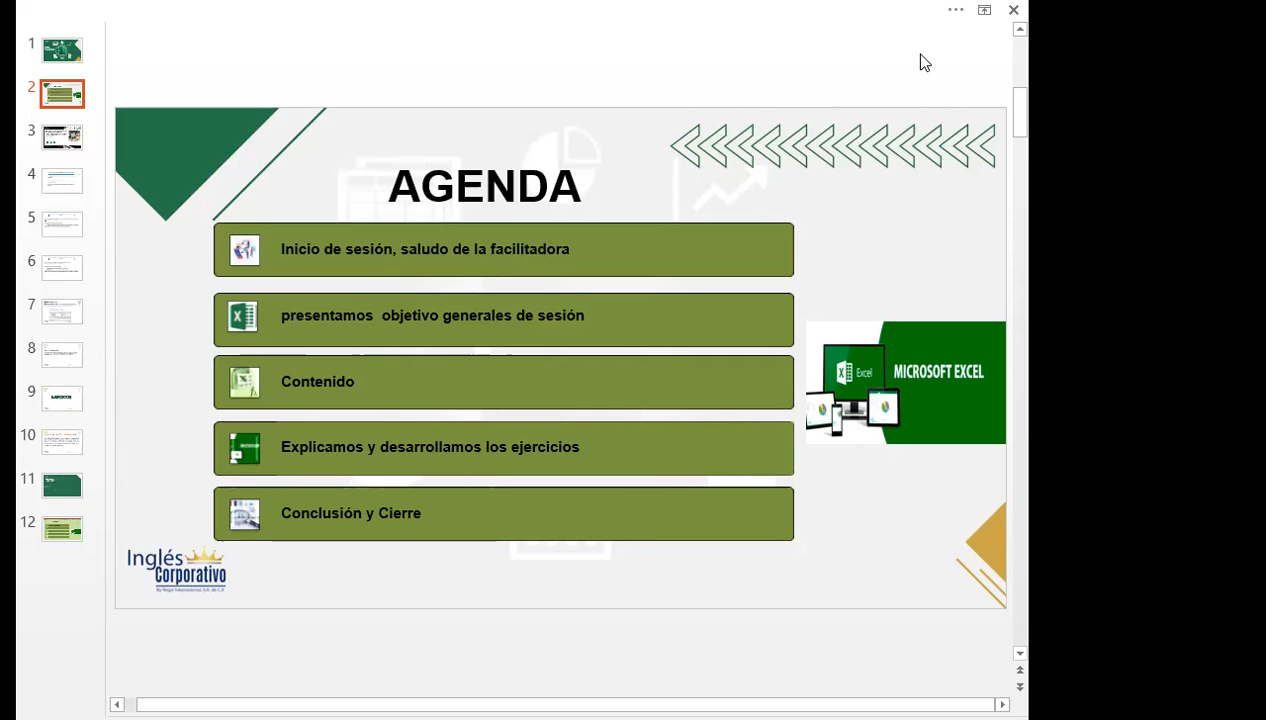 1
2
3
4
5
6
7
8
9
10
11
12
AGENDA
Inicio de sesión, saludo de la facilitadora
presentamos  objetivo generales de sesión
Contenido
Explicamos y desarrollamos los ejercicios
Conclusión y Cierre
Excel
MICROSOFT EXCEL
Inglés
Corporativo